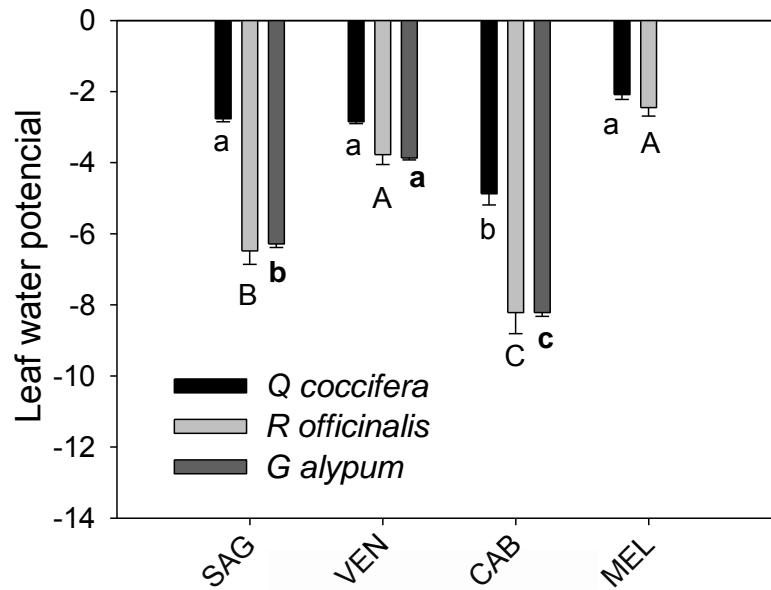 Leaf water potencial
0
-2
-4
-6
-8
-10
-12
-14
a
B
b
a
A
a
b
C
c
a
A
Q coccifera
R officinalis
G alypum
SAG
VEN
CAB
MEL